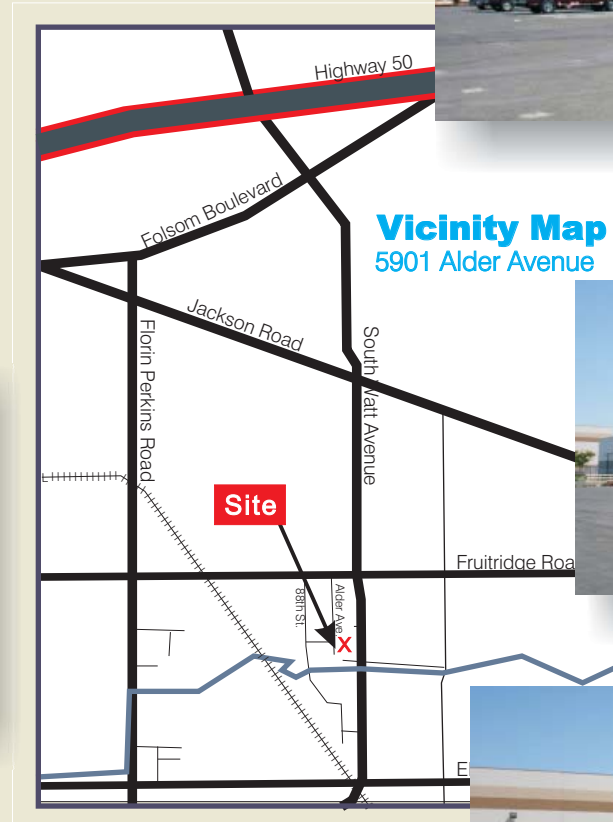 Highway 50
Folsom Boulevard
Vicinity Map
5901 Alder Avenue
Jackson Road
Florin Perkins Road
South Watt Avenue
Site
Fruitridge Roa
88th St.
Alder Ave.
X
E